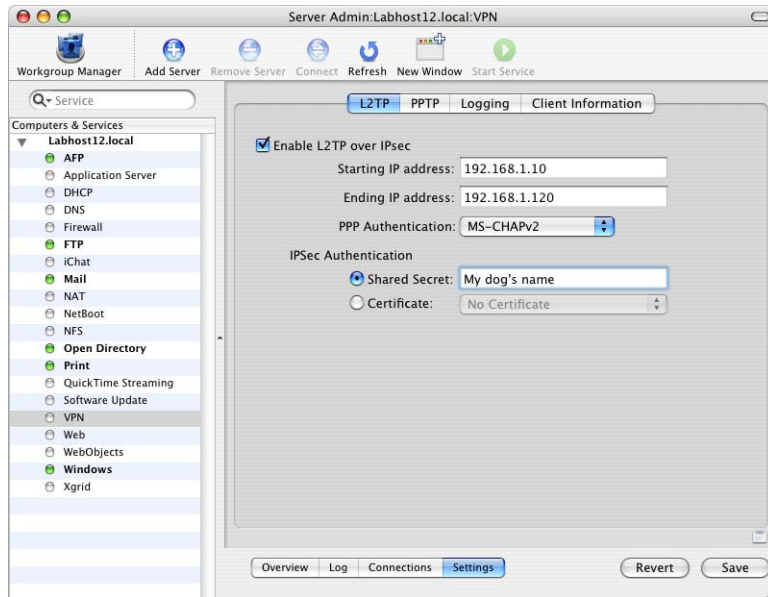 Server Admin:Labhost12.local:VPN
Workgroup Manager Add Server Remove Server Connect Refresh New Window Start Service
Service
Computers & Services
Labhost12.local
AFP
Application Server
DHCP
DNS
Firewall
FTP
iChat
Mail
NAT
NetBoot
NFS
Open Directory
Print
QuickTime Streaming
Software Update
VPN
Web
WebObjects
Windows
Xgrid
L2TP PPTP Logging Client Information
Enable L2TP over IPsec
Starting IP address: 192.168.1.10
Ending IP address: 192.168.1.120
PPP Authentication: MS-CHAPv2
IPSec Authentication
Shared Secret: My dog's name
Certificate: No Certificate
Overview Log Connections Settings
Revert Save